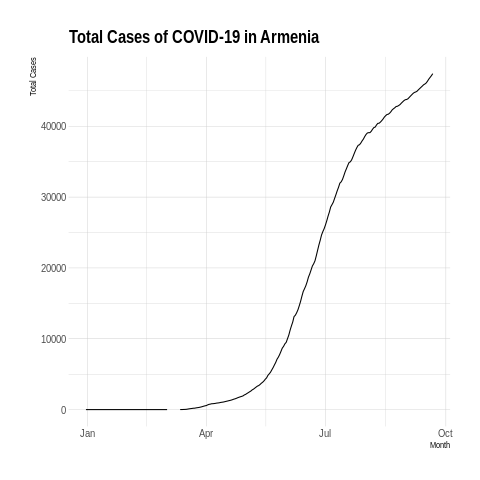 Total Cases of COVID-19 in Armenia
Total Cases
40000
30000
20000
10000
0
Jan Apr Jul Oct
Month